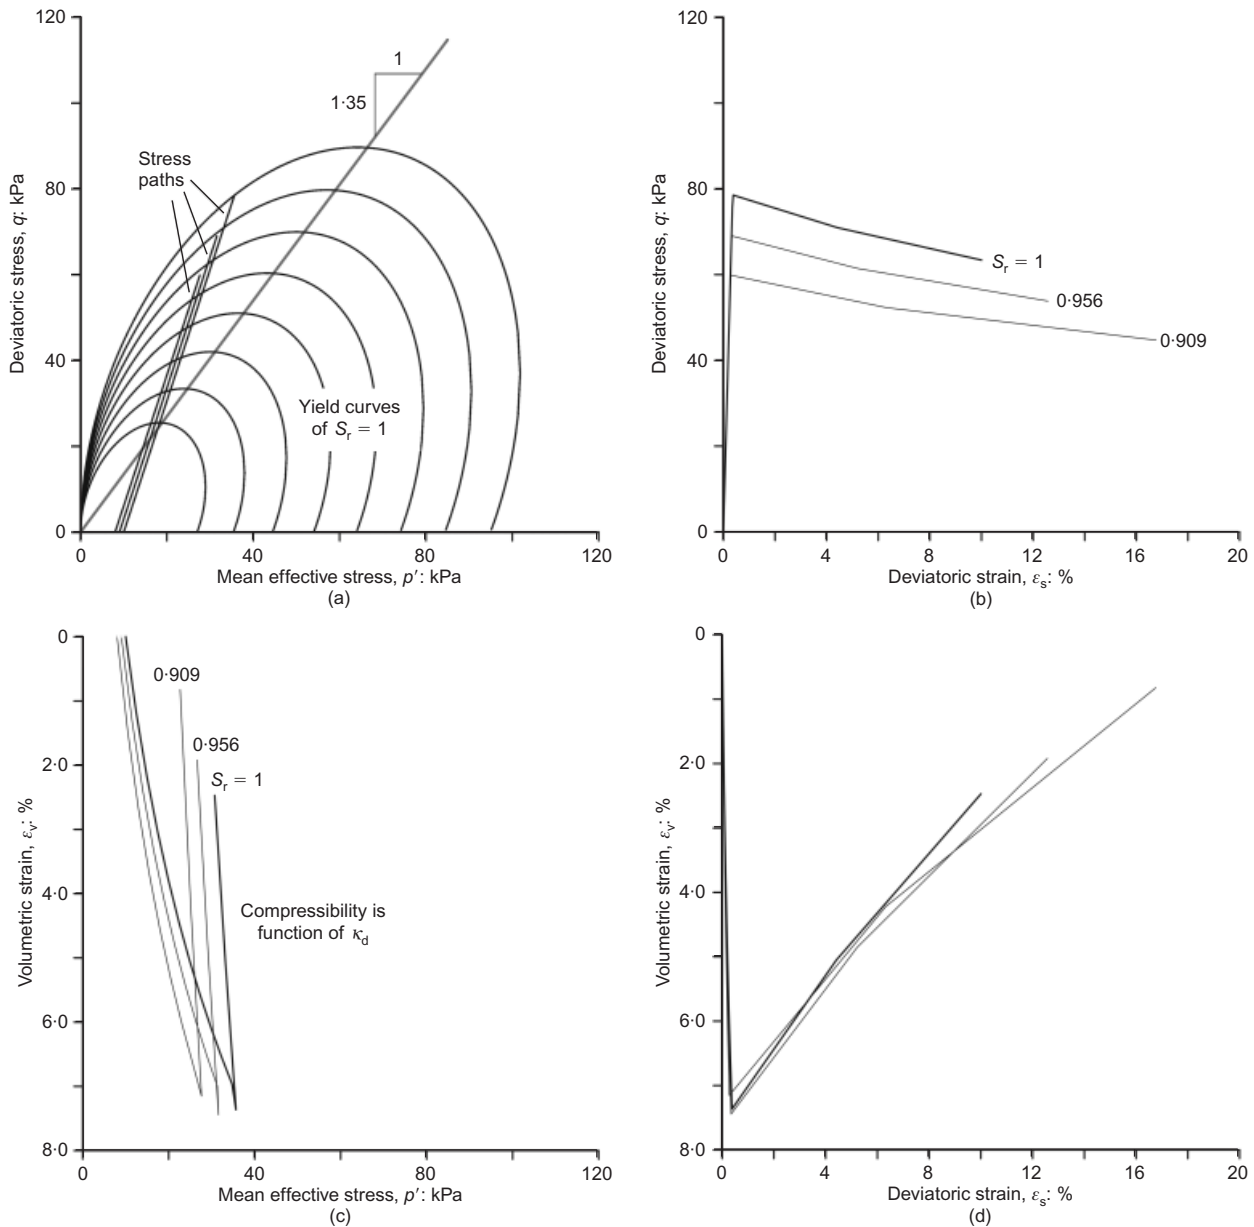 120
80
40
0
Deviatoric stress, q: kPa
Stress
paths
1
1·35
Yield curves
of Sr = 1
0
40
80
120
Mean effective stress, p′: kPa
(a)
120
80
40
0
Deviatoric stress, q: kPa
Sr = 1
0·956
0·909
0
4
8
12
16
20
Deviatoric strain, εs: %
(b)
0
2·0
4·0
6·0
8·0
Volumetric strain, εv: %
0·909
0·956
Sr = 1
Compressibility is
function of κd
0
40
80
120
Mean effective stress, p′: kPa
(c)
0
2·0
4·0
6·0
8·0
Volumetric strain, εv: %
0
4
8
12
16
20
Deviatoric strain, εs: %
(d)